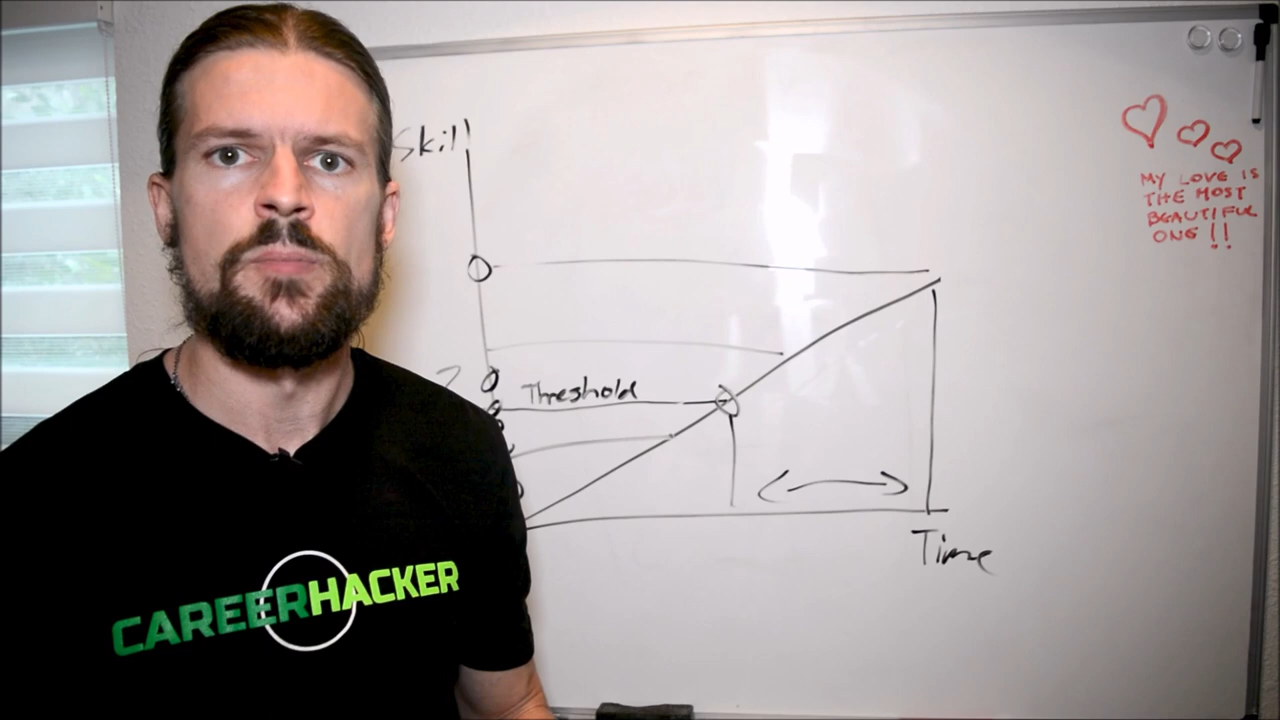 Skill
MY LOVE IS
THE MOST
BEAUTIFUL
ONE!!
?
Threshold
Time
CAREERHACKER